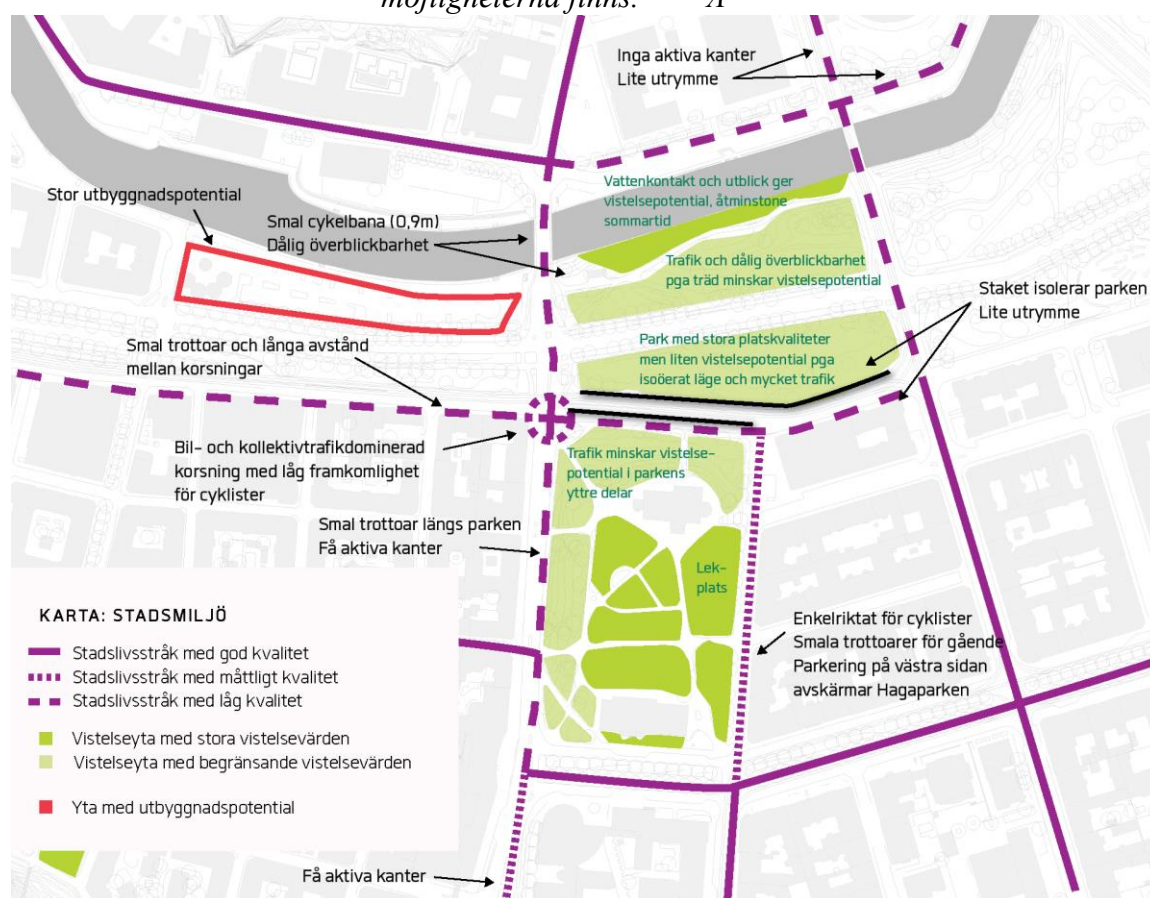 möjligheterna finns.
Inga aktiva kanter
Lite utrymme
Stor utbyggnadspotential
Smal cykelbana (0,9m)
Dålig överblickbarhet
Vattenkontakt och utblick ger
vistelsepotential, åtminstone
sommartid
Trafik och dålig överblickbarhet
pga träd minskar vistelsepotential
Staket isolerar parken
Lite utrymme
Smal trottoar och långa avstånd
mellan korsningar
Park med stora platskvaliteter
men liten vistelsepotential pga
isoöerat läge och mycket trafik
Bil- och kollektivtrafikdominerad
korsning med låg framkomlighet
för cyklister
Trafik minskar vistelse-
potential i parkens
yttre delar
Smal trottoar längs parken
Få aktiva kanter
Lek-
plats
Enkelriktat för cyklister
Smala trottoarer för gående
Parkering på västra sidan
avskärmar Hagaparken
KARTA: STADSMILJÖ
Stadslivsstråk med god kvalitet
Stadslivsstråk med måttligt kvalitet
Stadslivsstråk med låg kvalitet
Vistelseyta med stora vistelsevärden
Vistelseyta med begränsande vistelsevärden
Yta med utbyggnadspotential
Få aktiva kanter